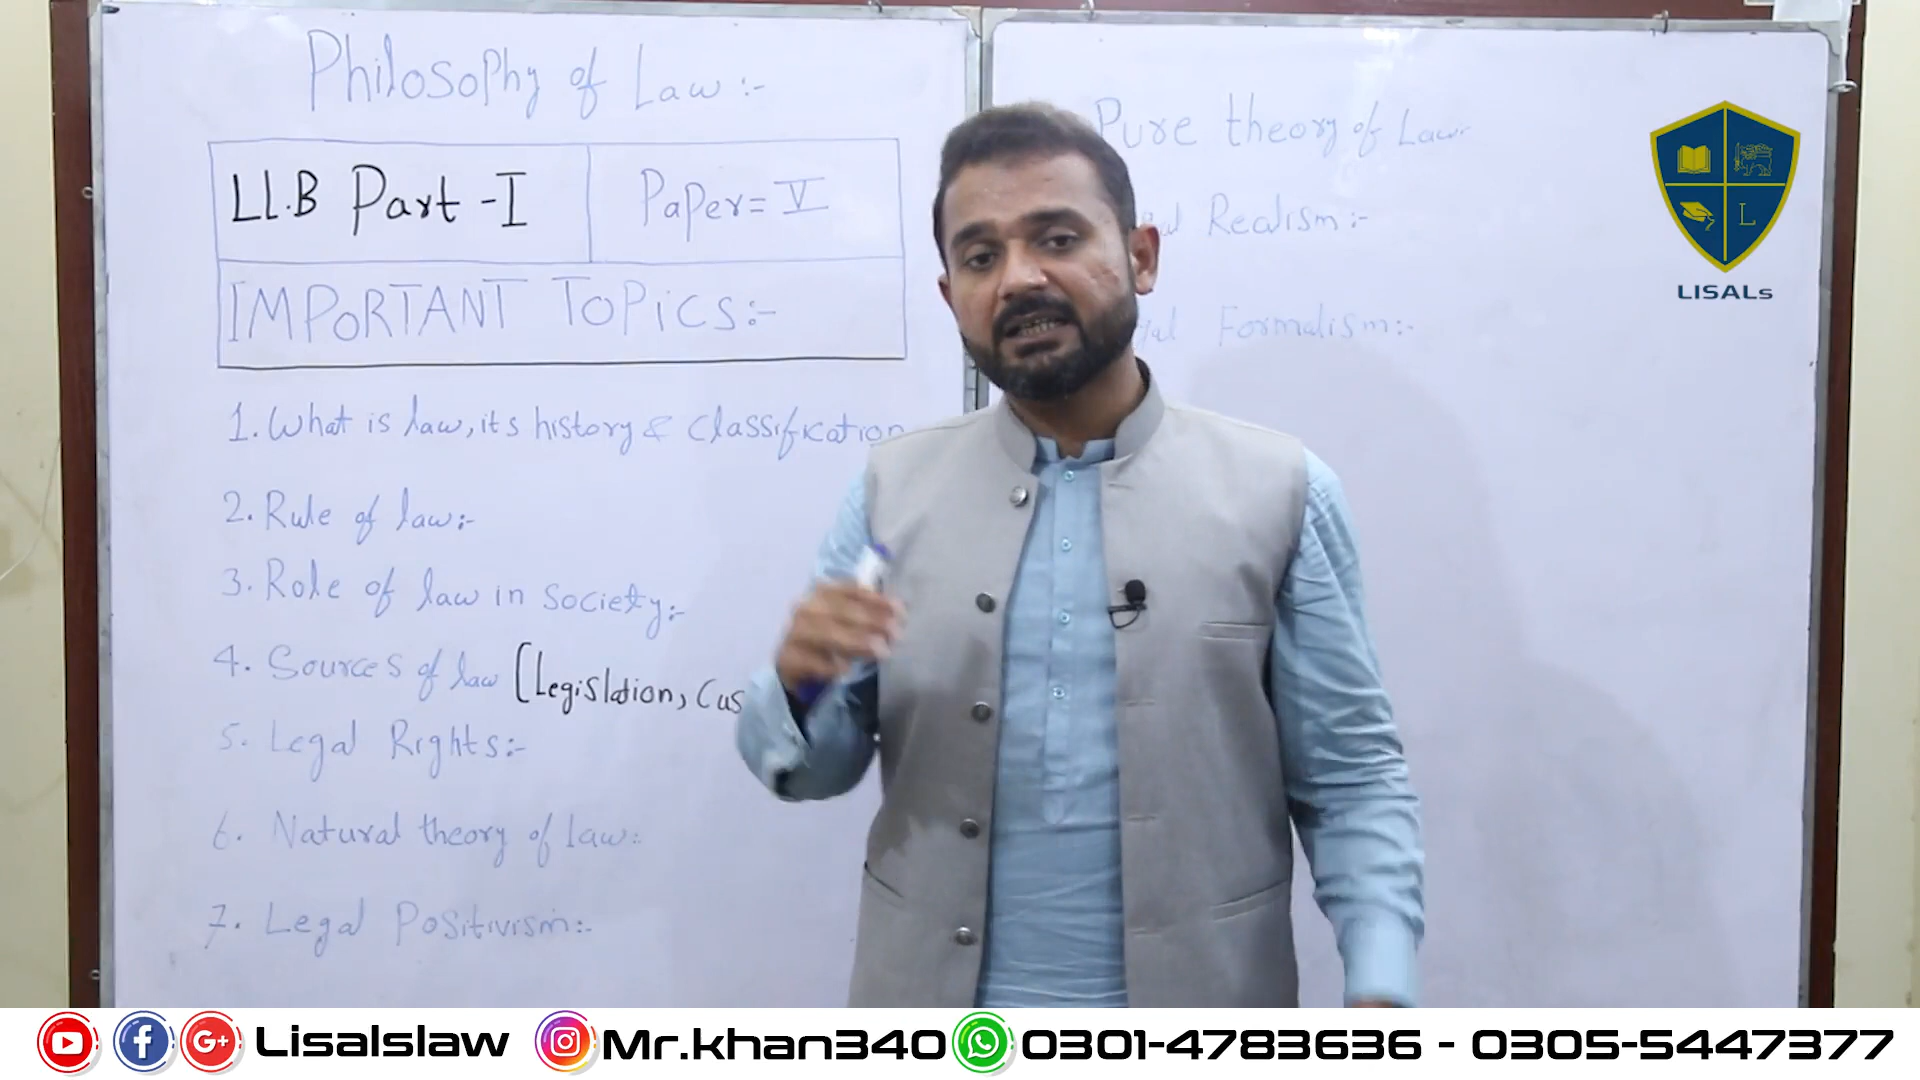 Philosophy of Law:-
LL.B Part -I
Paper= V
IMPORTANT TOPICS:-
1. What is law, its history & Classification
2. Rule of law:-
3. Role of law in Society:-
4. Sources of law (Legislation, Cus
5. Legal Rights:-
6. Natural theory of law:
7. Legal Positivism:-
Pure theory of Law-
Realism:-
Formalism:-
L
LISALs
Lisalslaw
Mr.khan340
0301-4783636 - 0305-5447377